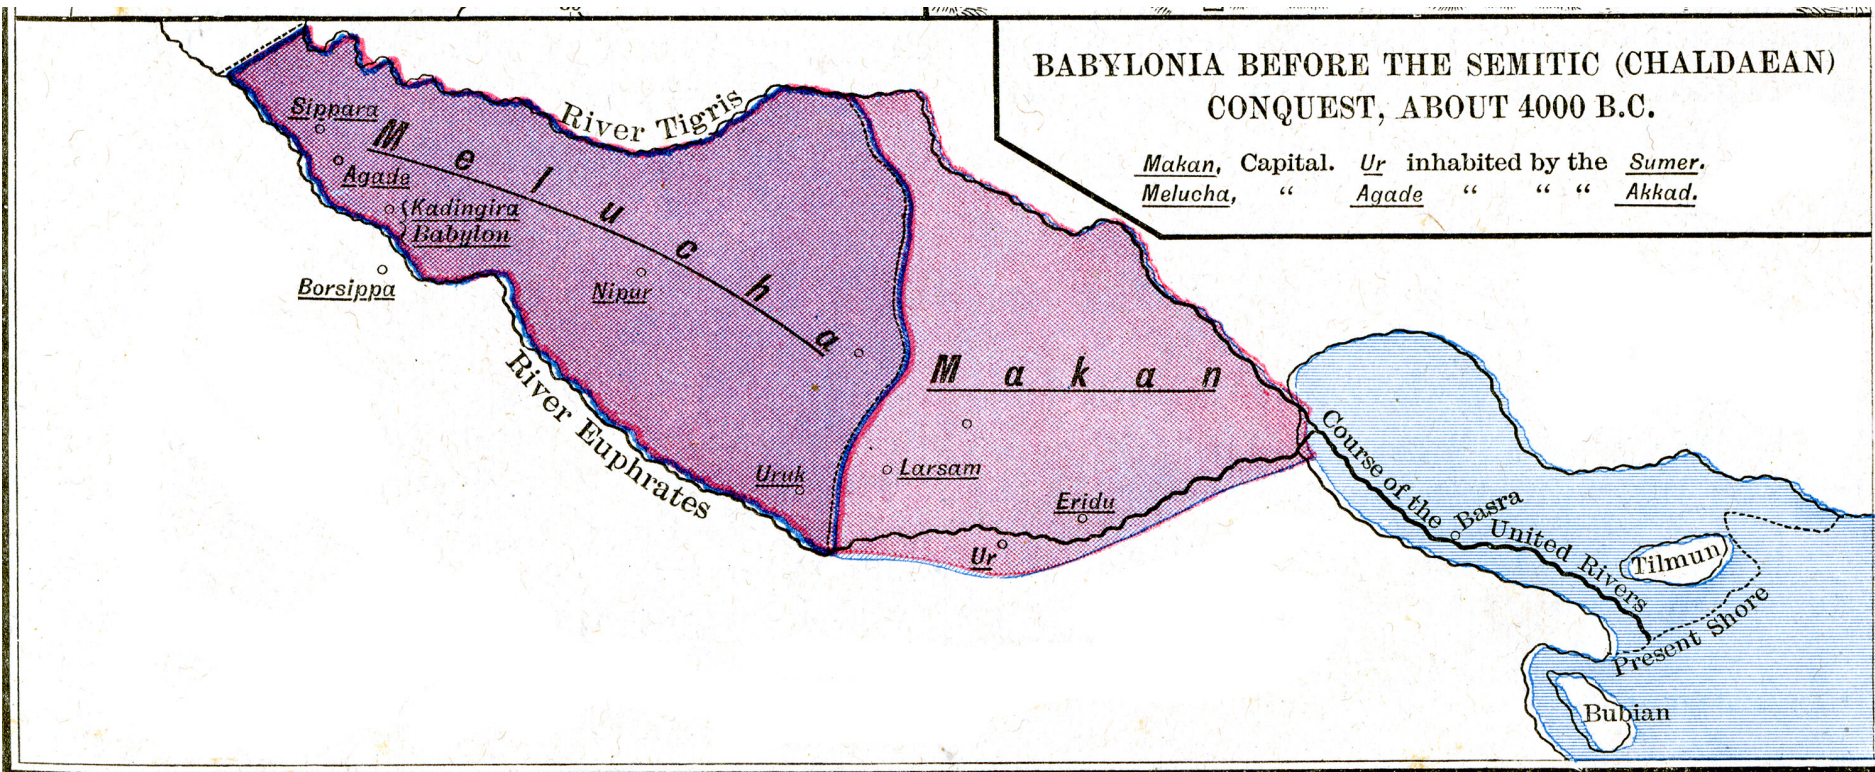 BABYLONIA BEFORE THE SEMITIC (CHALDAEAN)
CONQUEST, ABOUT 4000 B.C.
Makan, Capital. Ur inhabited by the Sumer.
Melucha, “ Agade “ “ “ Akkad.
River Tigris
Sippara
Melucha
Agade
Kadingira
Babylon
Borsippa
Nipur
River Euphrates
Makan
Uruk
Larsam
Eridu
Ur
Course of the United Rivers
Basra
Tilmun
Present Shore
Bubian